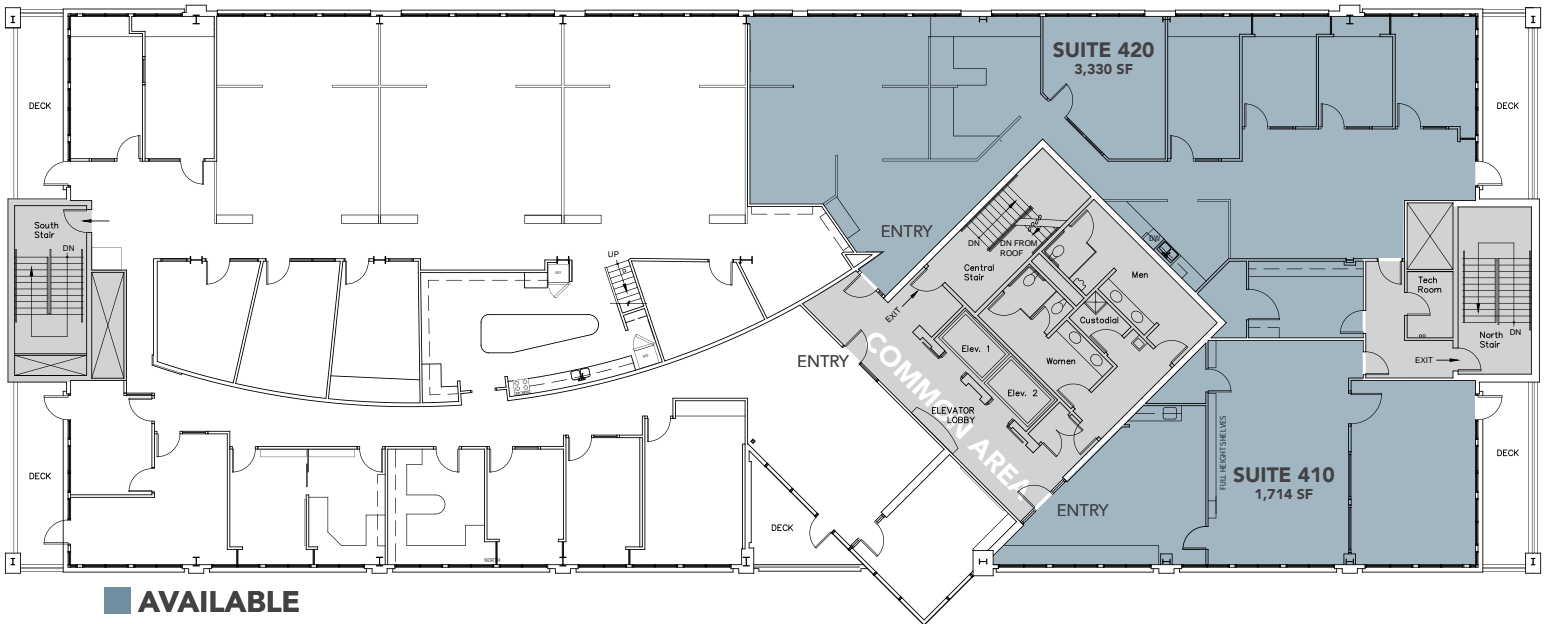 SUITE 420
3,330 SF
DECK
DECK
South
Stair
DN
ENTRY
DN
DN FROM
ROOF
Central
Stair
Men
DW
UP
Tech
Room
EXIT
Custodial
North
Stair
DN
Elev. 1
Women
EXIT
ENTRY
COMMON AREA
Elev. 2
ELEVATOR
LOBBY
FULL HEIGHT SHELVES
DECK
DECK
SUITE 410
1,714 SF
ENTRY
DECK
NORTH
AVAILABLE